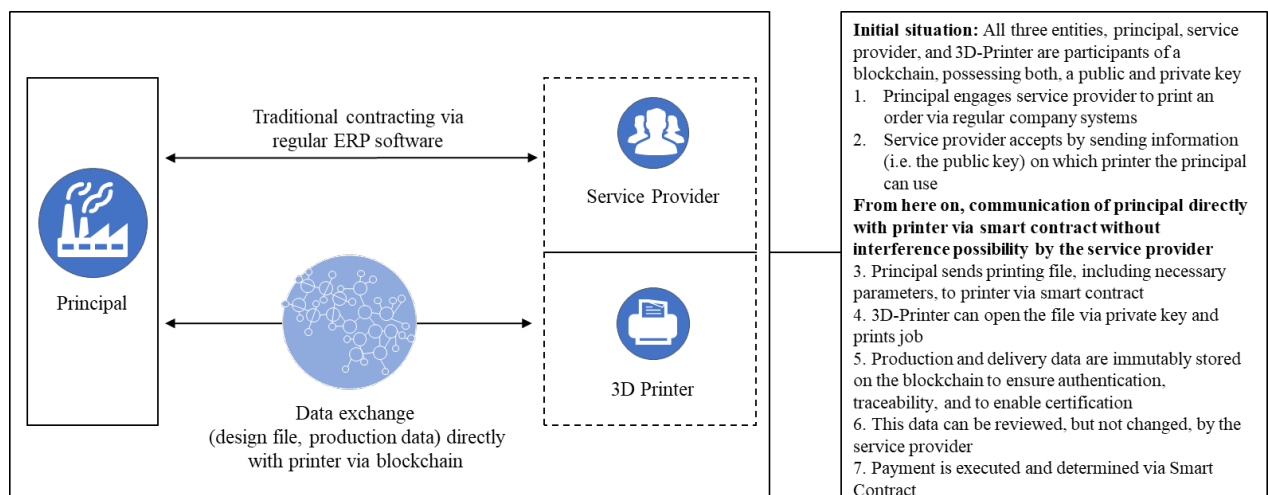 Traditional contracting via
regular ERP software
Service Provider
Principal
3D Printer
Data exchange
(design file, production data) directly
with printer via blockchain
Initial situation: All three entities, principal, service
provider, and 3D-Printer are participants of a
blockchain, possessing both, a public and private key
1. Principal engages service provider to print an
order via regular company systems
2. Service provider accepts by sending information
(i.e. the public key) on which printer the principal
can use
From here on, communication of principal directly
with printer via smart contract without
interference possibility by the service provider
3. Principal sends printing file, including necessary
parameters, to printer via smart contract
4. 3D-Printer can open the file via private key and
prints job
5. Production and delivery data are immutably stored
on the blockchain to ensure authentication,
traceability, and to enable certification
6. This data can be reviewed, but not changed, by the
service provider
7. Payment is executed and determined via Smart
Contract